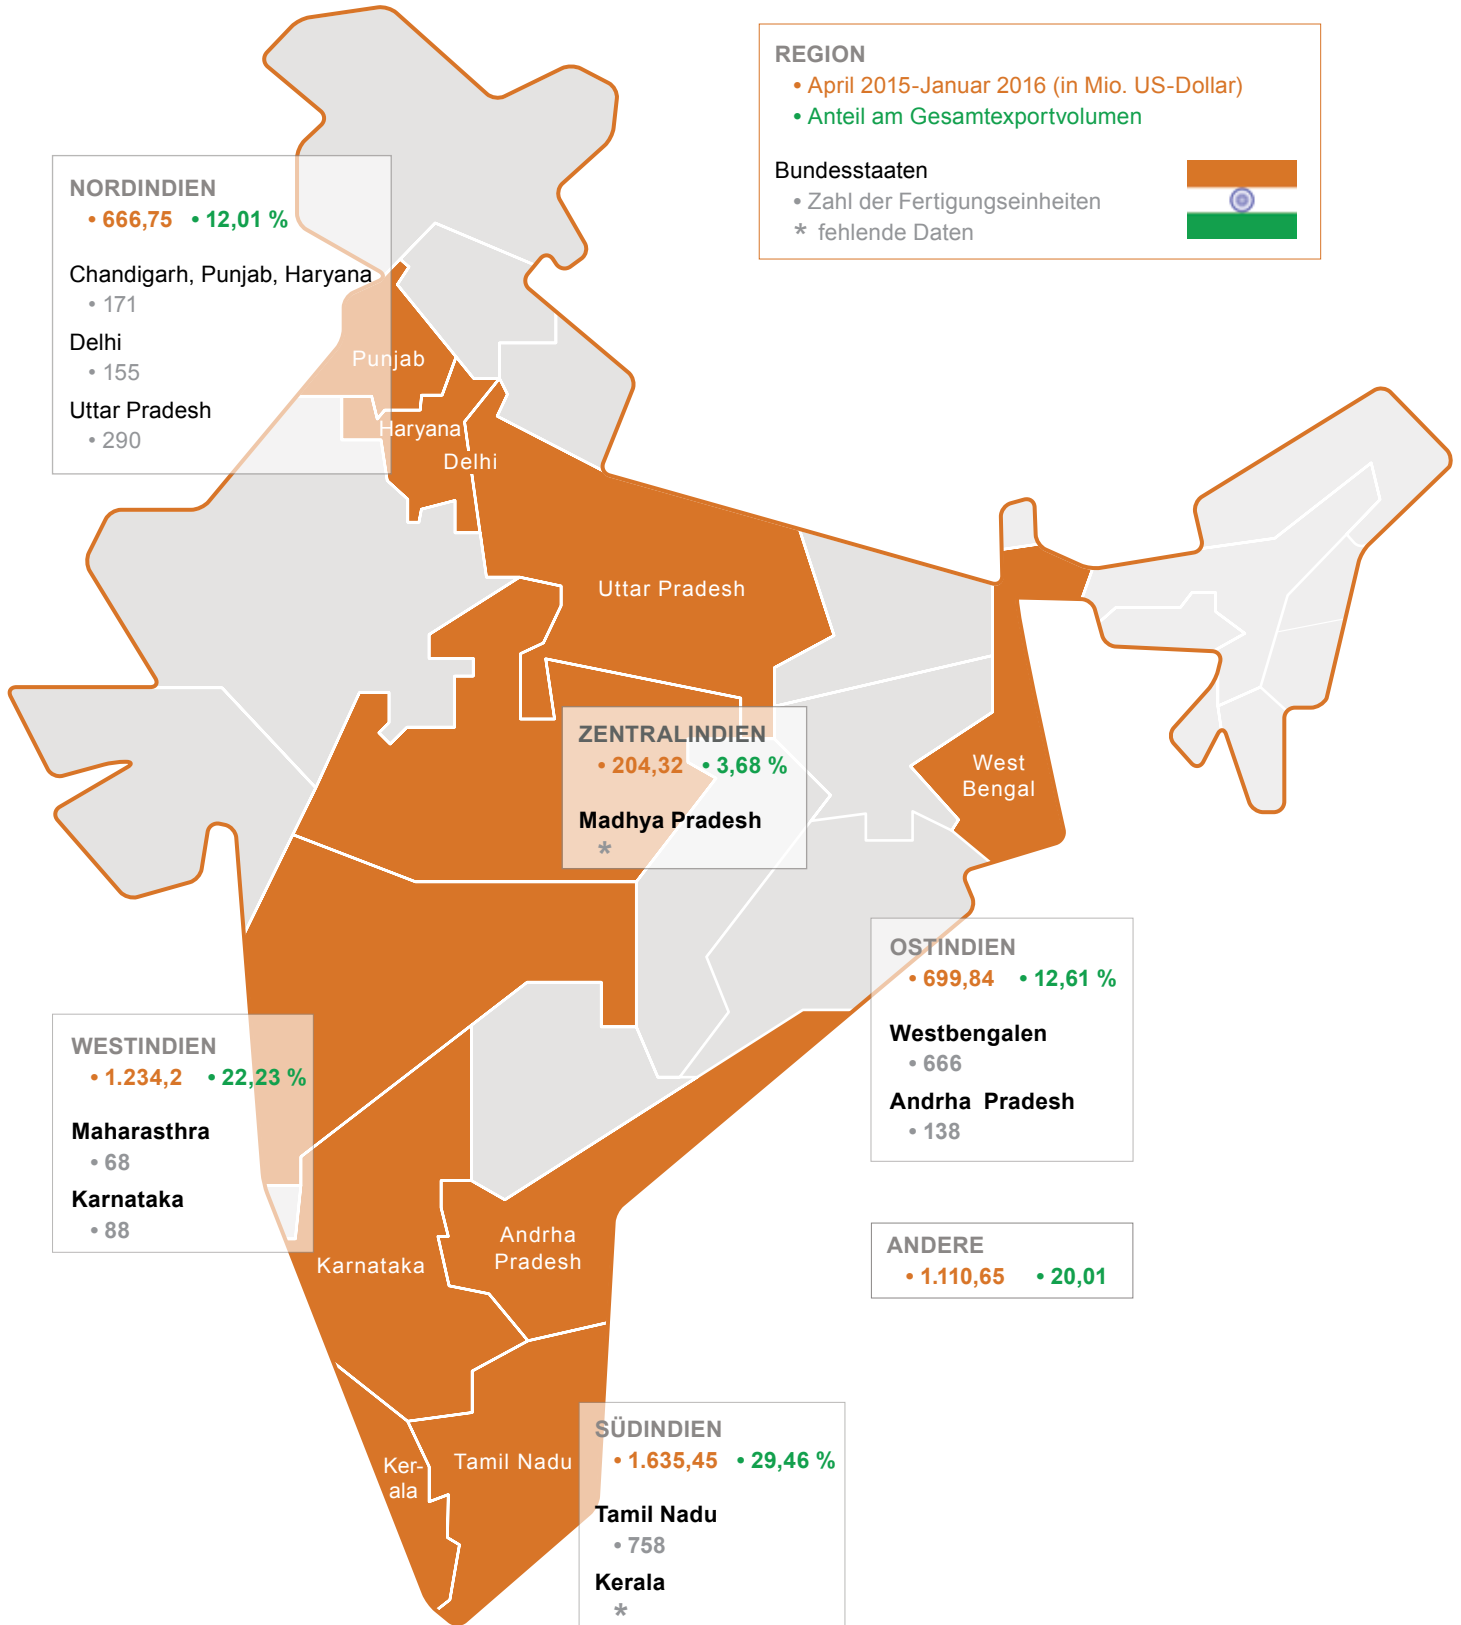 REGION
• April 2015-Januar 2016 (in Mio. US-Dollar)
• Anteil am Gesamtexportvolumen
Bundesstaaten
• Zahl der Fertigungseinheiten
* fehlende Daten
NORDINDIEN
• 666,75 • 12,01 %
Chandigarh, Punjab, Haryana
• 171
Delhi
• 155
Uttar Pradesh
• 290
Punjab
Haryana
Delhi
Uttar Pradesh
ZENTRALINDIEN
• 204,32 • 3,68 %
Madhya Pradesh
*
West
Bengal
OSTINDIEN
• 699,84 • 12,61 %
Westbengalen
• 666
Andrha Pradesh
• 138
WESTINDIEN
• 1.234,2 • 22,23 %
Maharasthra
• 68
Karnataka
• 88
Karnataka
Andrha
Pradesh
ANDERE
• 1.110,65 • 20,01
Ker-
ala
Tamil Nadu
SÜDINDIEN
• 1.635,45 • 29,46 %
Tamil Nadu
• 758
Kerala
*